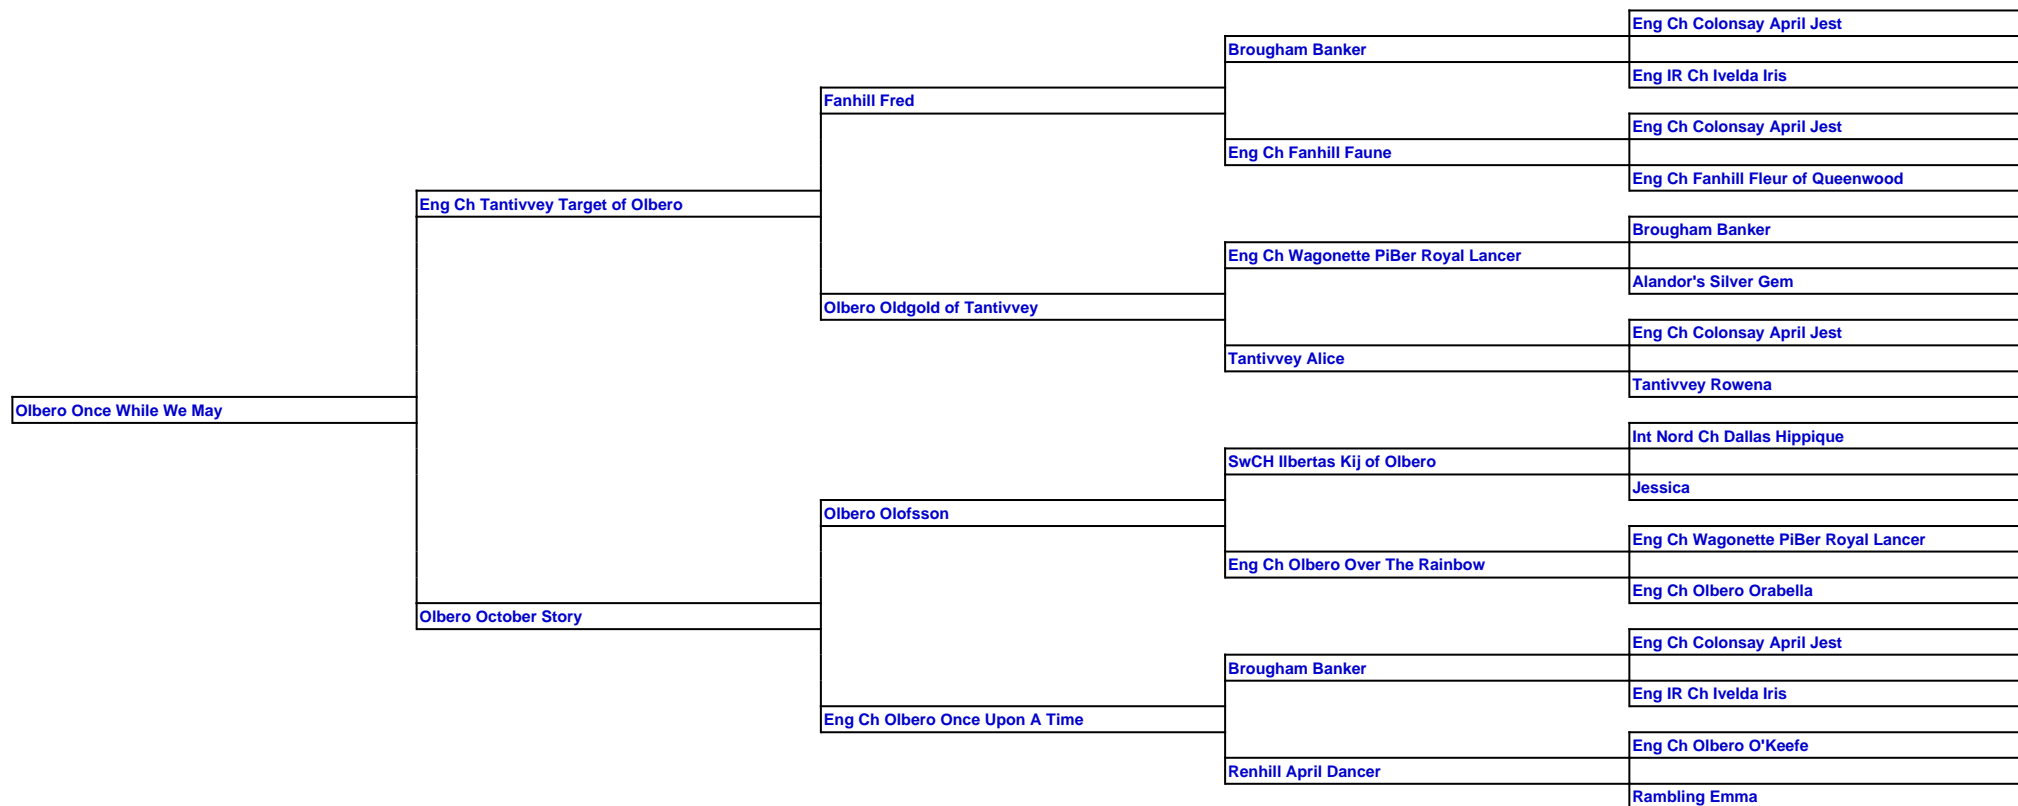 Eng Ch Colonsay April Jest
Brougham Banker
Eng IR Ch Ivelda Iris
Fanhill Fred
Eng Ch Colonsay April Jest
Eng Ch Fanhill Faune
Eng Ch Fanhill Fleur of Queenwood
Eng Ch Tantivvey Target of Olbero
Brougham Banker
Eng Ch Wagonette PiBer Royal Lancer
Alandor's Silver Gem
Olbero Oldgold of Tantivvey
Eng Ch Colonsay April Jest
Tantivvey Alice
Tantivvey Rowena
Olbero Once While We May
Int Nord Ch Dallas Hippique
SwCH Ilbertas Kij of Olbero
Jessica
Olbero Olofsson
Eng Ch Wagonette PiBer Royal Lancer
Eng Ch Olbero Over The Rainbow
Eng Ch Olbero Orabella
Olbero October Story
Eng Ch Colonsay April Jest
Brougham Banker
Eng IR Ch Ivelda Iris
Eng Ch Olbero Once Upon A Time
Eng Ch Olbero O'Keefe
Renhill April Dancer
Rambling Emma